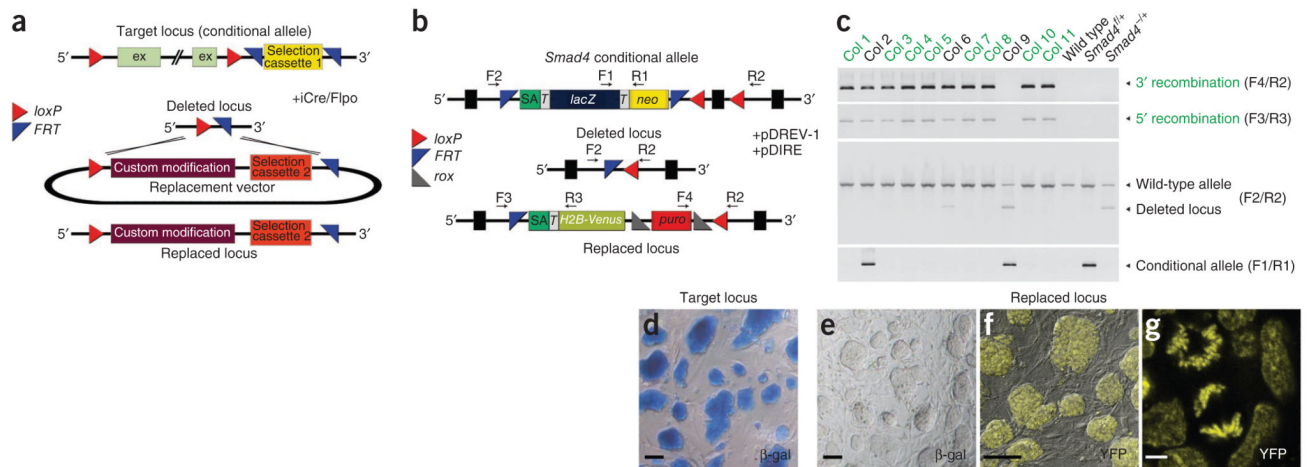 a
Target locus (conditional allele)
5′ ex ex Selection cassette 1 3′
+iCre/Flpo
loxP
FRT
Deleted locus
5′ 3′
Custom modification Selection cassette 2
Replacement vector
5′ Custom modification Selection cassette 2 3′
Replaced locus
b
Smad4 conditional allele
F2 F1 R1 R2
5′ SA T lacZ T neo 3′
loxP
FRT
rox
Deleted locus
+pDREV-1
+pDIRE
F2 R2
5′ 3′
F3 R3 F4 R2
5′ SA T H2B-Venus puro 3′
Replaced locus
c
Col 1 Col 2 Col 3 Col 4 Col 5 Col 6 Col 7 Col 8 Col 9 Col 10 Col 11 Wild type Smad4f/+ Smad4−/+
3′ recombination (F4/R2)
5′ recombination (F3/R3)
Wild-type allele
(F2/R2)
Deleted locus
Conditional allele (F1/R1)
Target locus
Replaced locus
d
β-gal
e
β-gal
f
YFP
g
YFP